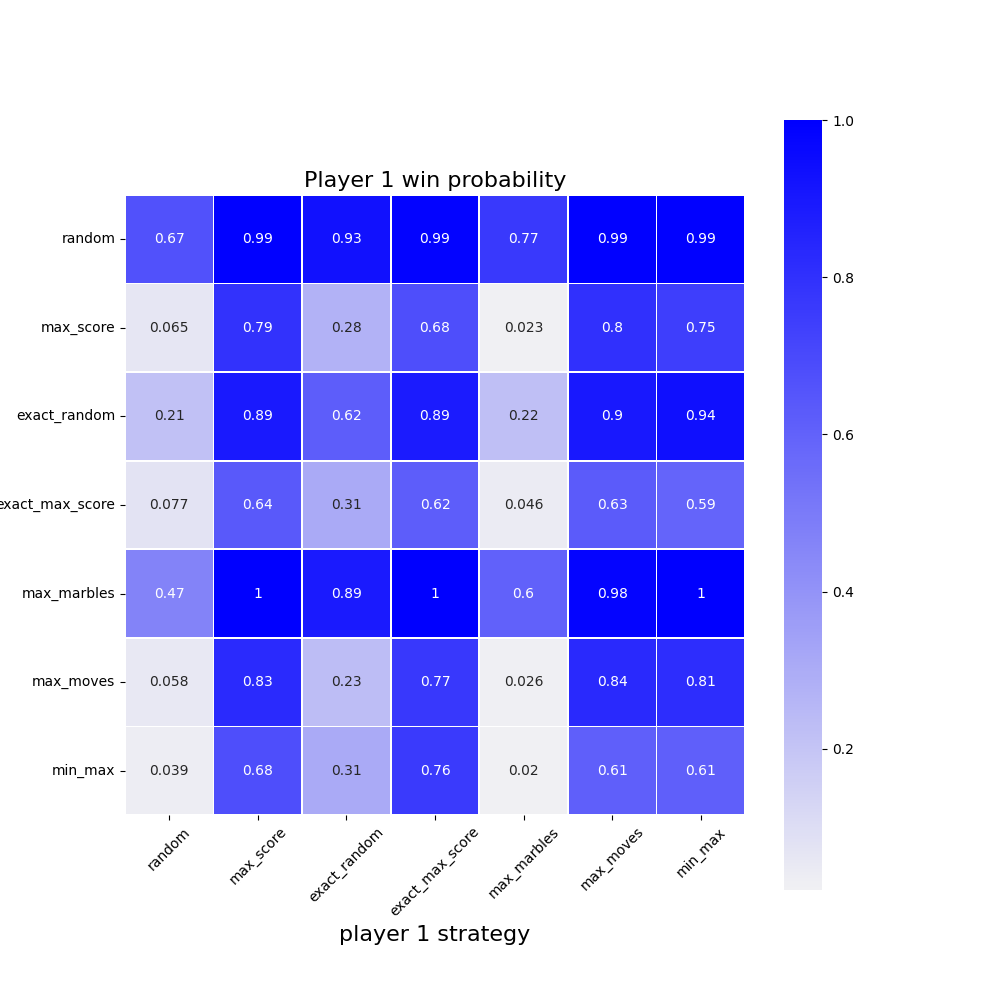 Player 1 win probability
random 0.67 0.99 0.93 0.99 0.77 0.99 0.99
max_score 0.065 0.79 0.28 0.68 0.023 0.8 0.75
exact_random 0.21 0.89 0.62 0.89 0.22 0.9 0.94
exact_max_score 0.077 0.64 0.31 0.62 0.046 0.63 0.59
max_marbles 0.47 1 0.89 1 0.6 0.98 1
max_moves 0.058 0.83 0.23 0.77 0.026 0.84 0.81
min_max 0.039 0.68 0.31 0.76 0.02 0.61 0.61
random max_score exact_random exact_max_score max_marbles max_moves min_max
player 1 strategy
1.0
0.8
0.6
0.4
0.2